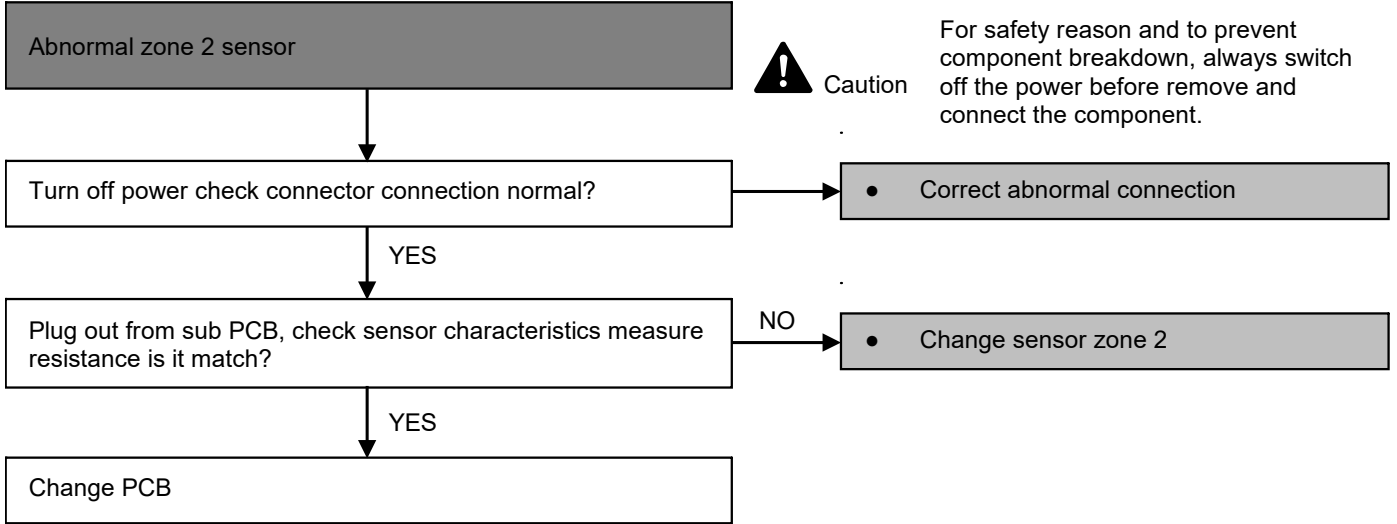 Abnormal zone 2 sensor
Caution
For safety reason and to prevent
component breakdown, always switch
off the power before remove and
connect the component.
Turn off power check connector connection normal?
● Correct abnormal connection
YES
Plug out from sub PCB, check sensor characteristics measure
resistance is it match?
NO
● Change sensor zone 2
YES
Change PCB